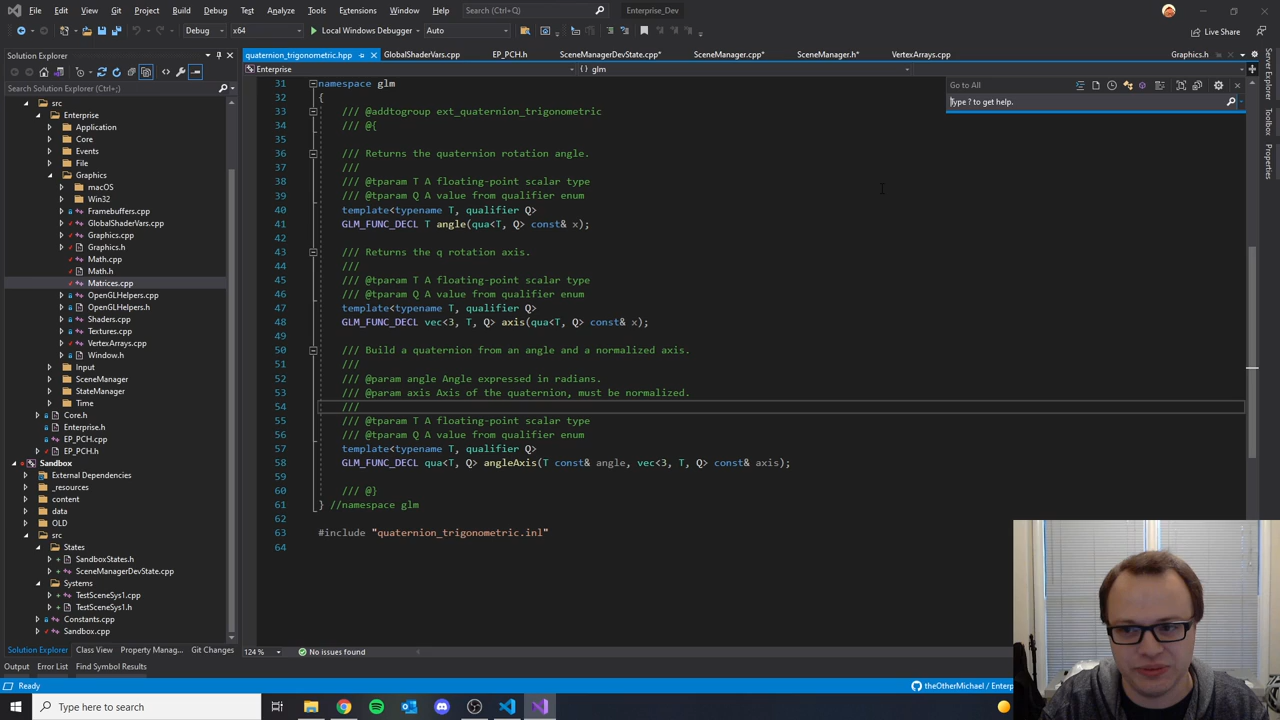 File Edit View Git Project Build Debug Test Analyze Tools Extensions Window Help Search (Ctrl+;) Enterprise_Dev
Debug x64 Local Windows Debugger Auto Live Share
Solution Explorer
Search Solution Explorer (Ctrl+;)
src
Enterprise
Application
Core
Events
File
Graphics
macOS
Win32
Framebuffers.cpp
GlobalShaderVars.cpp
Graphics.cpp
Graphics.h
Math.cpp
Math.h
Matrices.cpp
OpenGLHelpers.cpp
OpenGLHelpers.h
Shaders.cpp
Textures.cpp
VertexArrays.cpp
Window.h
Input
SceneManager
StateManager
Time
Core.h
Enterprise.h
EP_PCH.cpp
EP_PCH.h
Sandbox
External Dependencies
_resources
content
data
OLD
src
States
SandboxStates.h
SceneManagerDevState.cpp
Systems
TestSceneSys1.cpp
TestSceneSys1.h
Constants.cpp
Sandbox.cpp
Solution Explorer Class View Property Manag... Git Changes
quaternion_trigonometric.hpp GlobalShaderVars.cpp EP_PCH.h SceneManagerDevState.cpp* SceneManager.cpp* SceneManager.h* VertexArrays.cpp Graphics.h
Enterprise {} glm
Go to All
Type ? to get help.
31 namespace glm
32 {
33 /// @addtogroup ext_quaternion_trigonometric
34 /// @{
35
36 /// Returns the quaternion rotation angle.
37 ///
38 /// @tparam T A floating-point scalar type
39 /// @tparam Q A value from qualifier enum
40 template<typename T, qualifier Q>
41 GLM_FUNC_DECL T angle(qua<T, Q> const& x);
42
43 /// Returns the q rotation axis.
44 ///
45 /// @tparam T A floating-point scalar type
46 /// @tparam Q A value from qualifier enum
47 template<typename T, qualifier Q>
48 GLM_FUNC_DECL vec<3, T, Q> axis(qua<T, Q> const& x);
49
50 /// Build a quaternion from an angle and a normalized axis.
51 ///
52 /// @param angle Angle expressed in radians.
53 /// @param axis Axis of the quaternion, must be normalized.
54 ///
55 /// @tparam T A floating-point scalar type
56 /// @tparam Q A value from qualifier enum
57 template<typename T, qualifier Q>
58 GLM_FUNC_DECL qua<T, Q> angleAxis(T const& angle, vec<3, T, Q> const& axis);
59
60 /// @}
61 } //namespace glm
62
63 #include "quaternion_trigonometric.inl"
64
Server Explorer
Toolbox
Properties
124 % No issues found
Output Error List Find Symbol Results
Ready theOtherMichael / Enterp
Type here to search